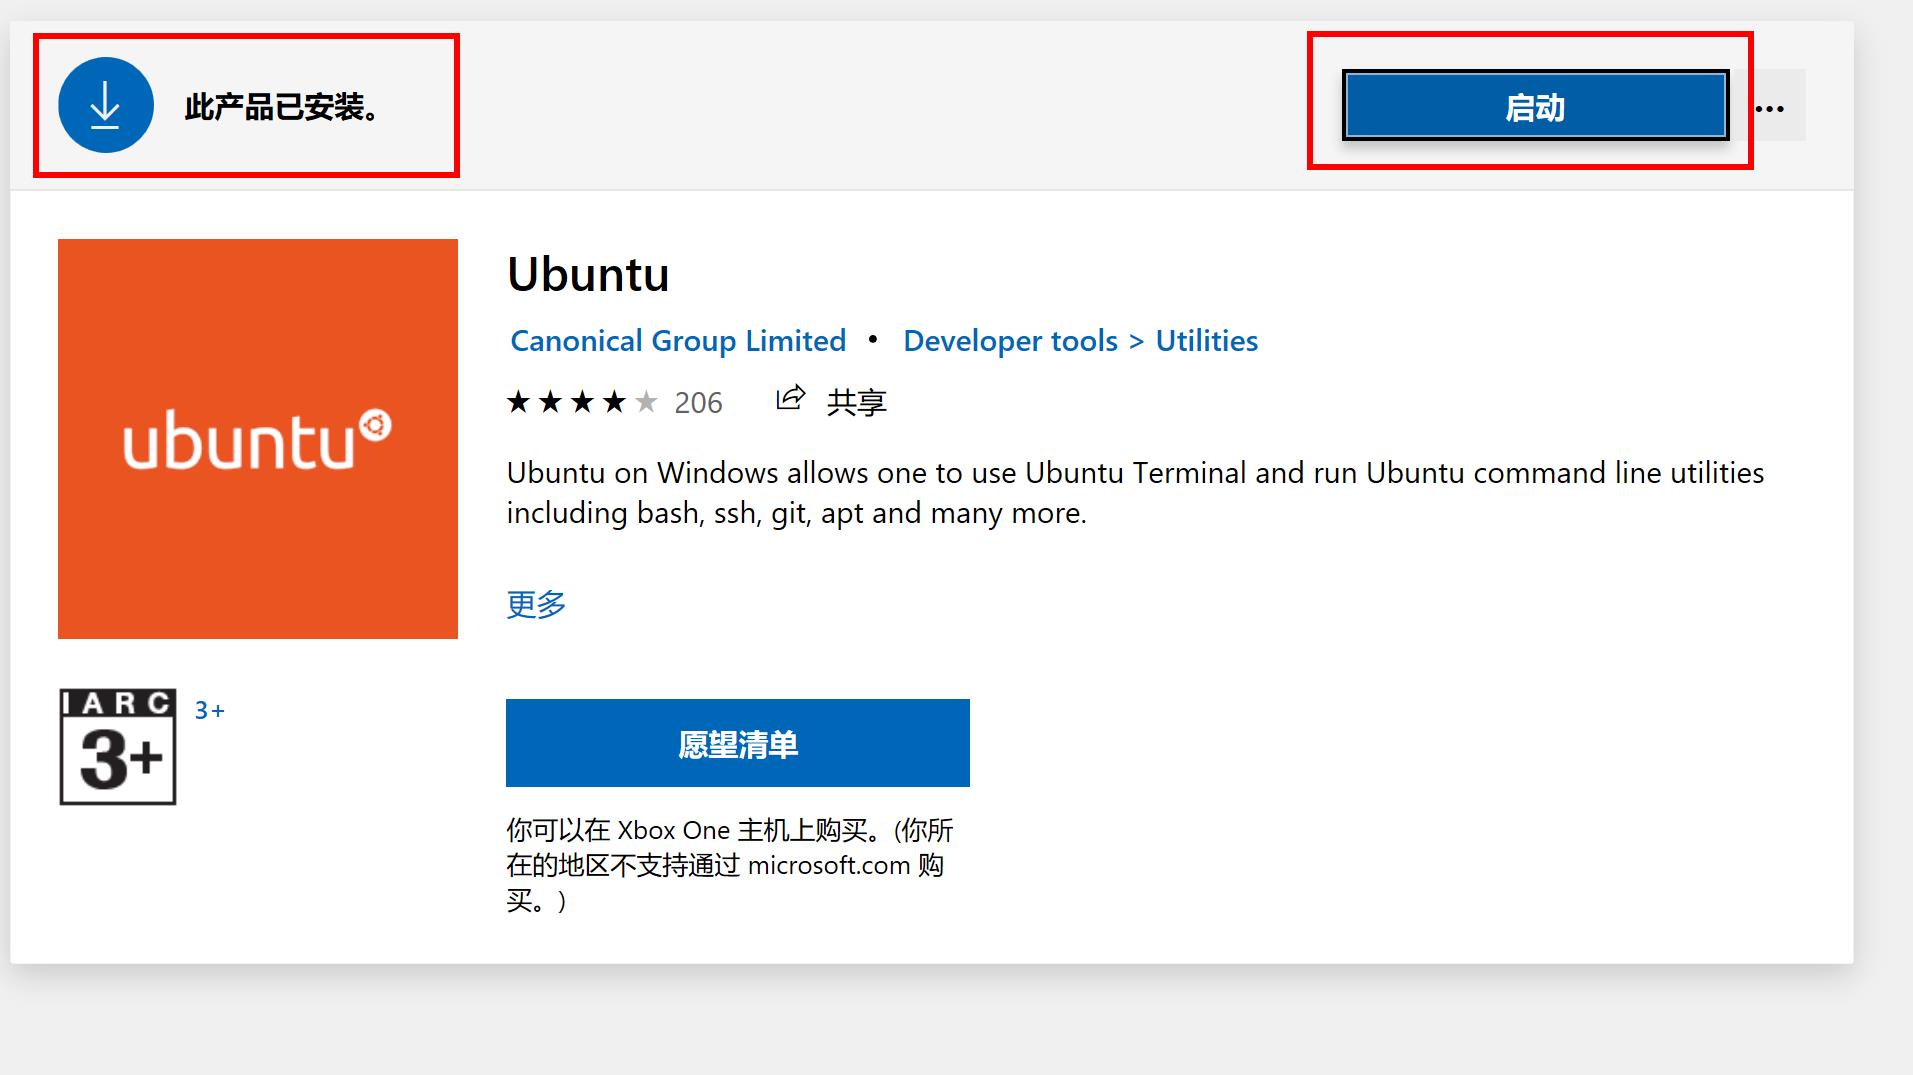 此产品已安装。
启动
Ubuntu
Canonical Group Limited • Developer tools > Utilities
206 共享
Ubuntu on Windows allows one to use Ubuntu Terminal and run Ubuntu command line utilities
including bash, ssh, git, apt and many more.
ubuntu
更多
IARC
3+
3+
愿望清单
你可以在 Xbox One 主机上购买。(你所
在的地区不支持通过 microsoft.com 购
买。)